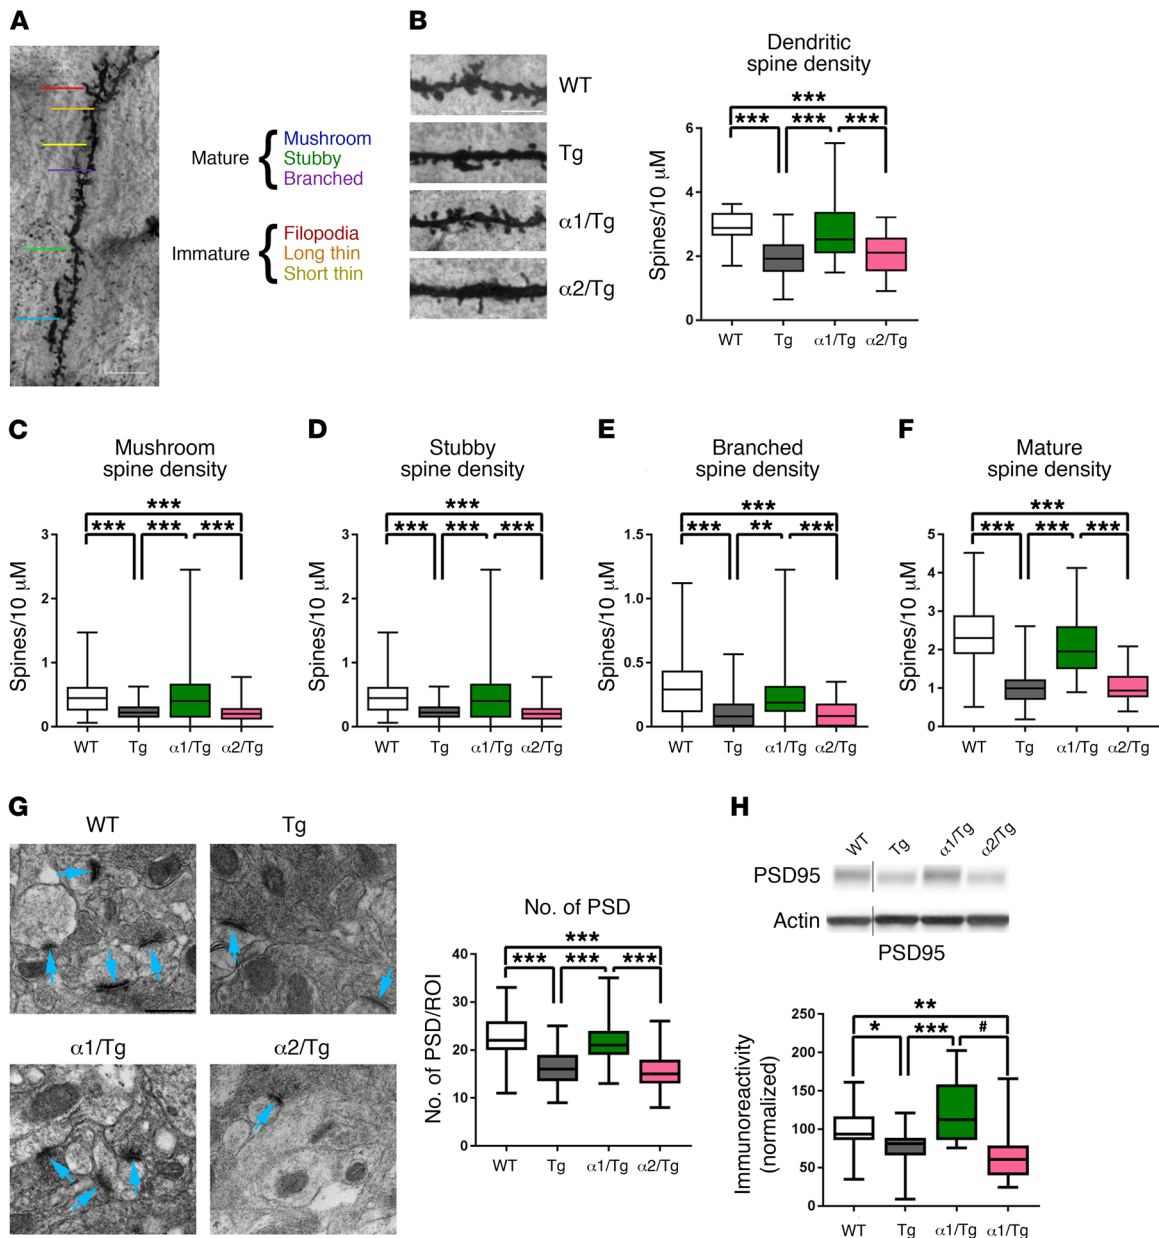 A
Mature
{
Mushroom
Stubby
Branched
Immature
{
Filopodia
Long thin
Short thin
B
WT
Tg
α1/Tg
α2/Tg
Dendritic
spine density
***
*** *** ***
Spines/10 μM
6
4
2
0
WT Tg α1/Tg α2/Tg
C
Mushroom
spine density
***
*** *** ***
Spines/10 μM
3
2
1
0
WT Tg α1/Tg α2/Tg
D
Stubby
spine density
***
*** *** ***
Spines/10 μM
3
2
1
0
WT Tg α1/Tg α2/Tg
E
Branched
spine density
***
*** ** ***
Spines/10 μM
1.5
1.0
0.5
0
WT Tg α1/Tg α2/Tg
F
Mature
spine density
***
*** *** ***
Spines/10 μM
5
4
3
2
1
0
WT Tg α1/Tg α2/Tg
G
WT
Tg
α1/Tg
α2/Tg
No. of PSD
***
*** *** ***
No. of PSD/ROI
40
30
20
10
0
WT Tg α1/Tg α2/Tg
H
WT Tg α1/Tg α2/Tg
PSD95
Actin
PSD95
**
* *** #
Immunoreactivity
(normalized)
250
200
150
100
50
0
WT Tg α1/Tg α1/Tg